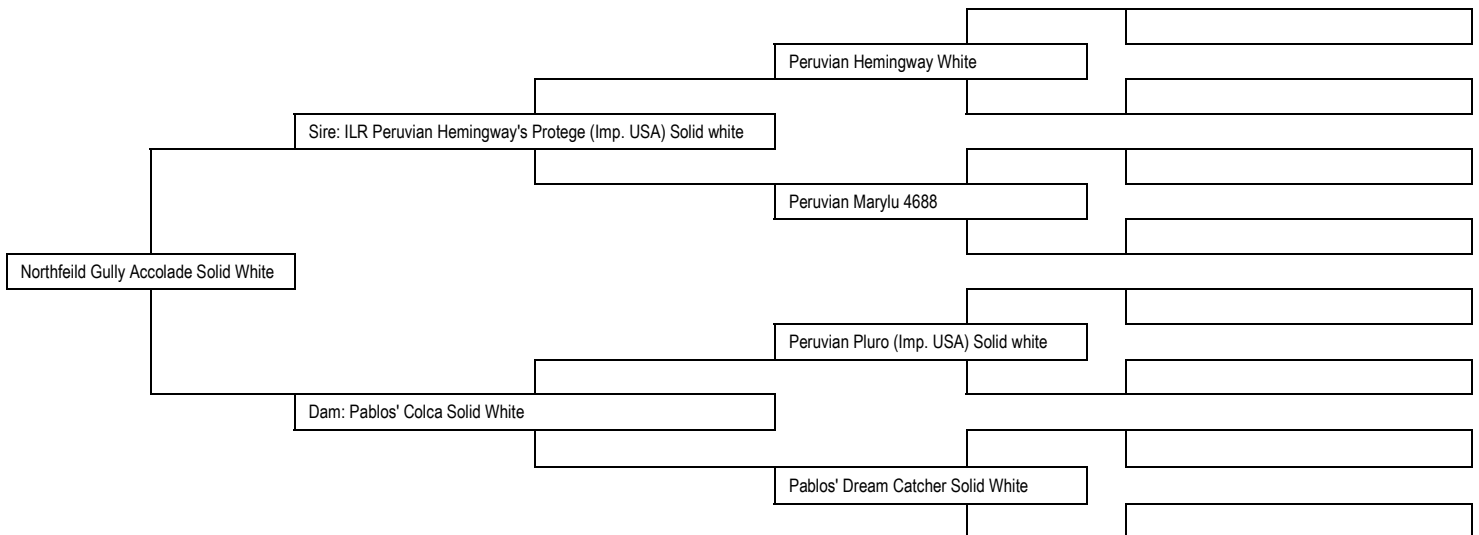 Peruvian Hemingway White
Sire: ILR Peruvian Hemingway's Protege (Imp. USA) Solid white
Peruvian Marylu 4688
Northfeild Gully Accolade Solid White
Peruvian Pluro (Imp. USA) Solid white
Dam: Pablos' Colca Solid White
Pablos' Dream Catcher Solid White